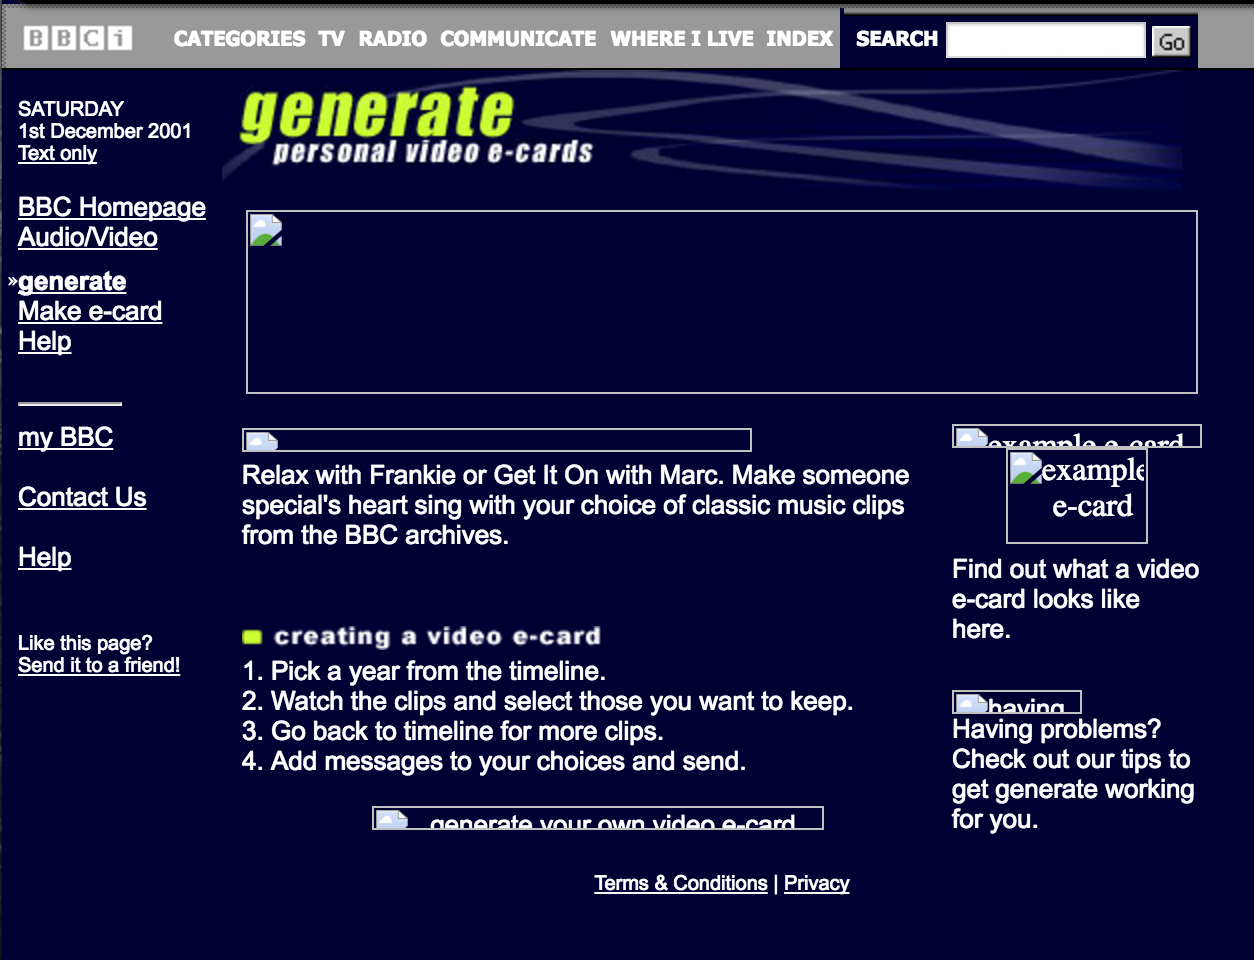 BBCi
CATEGORIES TV RADIO COMMUNICATE WHERE I LIVE INDEX SEARCH Go
SATURDAY
1st December 2001
Text only
BBC Homepage
Audio/Video
»generate
Make e-card
Help
my BBC
Contact Us
Help
Like this page?
Send it to a friend!
generate
personal video e-cards
Relax with Frankie or Get It On with Marc. Make someone
special's heart sing with your choice of classic music clips
from the BBC archives.
creating a video e-card
1. Pick a year from the timeline.
2. Watch the clips and select those you want to keep.
3. Go back to timeline for more clips.
4. Add messages to your choices and send.
generate your own video e-card
example e-card
example
e-card
Find out what a video
e-card looks like
here.
having
Having problems?
Check out our tips to
get generate working
for you.
Terms & Conditions | Privacy